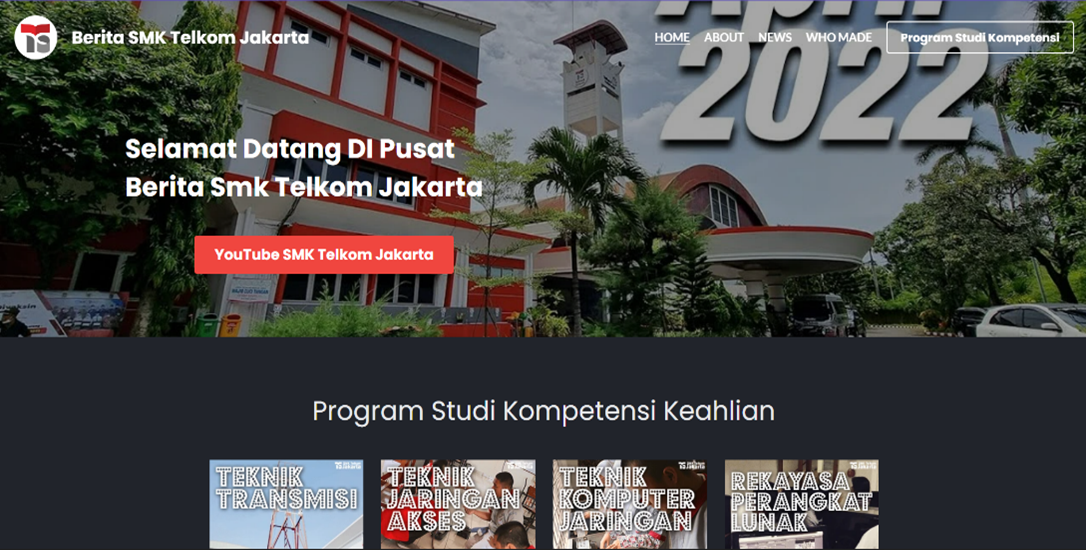 April
2022
Berita SMK Telkom Jakarta
HOME ABOUT NEWS WHO MADE Program Studi Kompetensi
Selamat Datang DI Pusat
Berita Smk Telkom Jakarta
YouTube SMK Telkom Jakarta
Program Studi Kompetensi Keahlian
TEKNIK
TRANSMISI
TEKNIK
JARINGAN
AKSES
TEKNIK
KOMPUTER
JARINGAN
REKAYASA
PERANGKAT
LUNAK